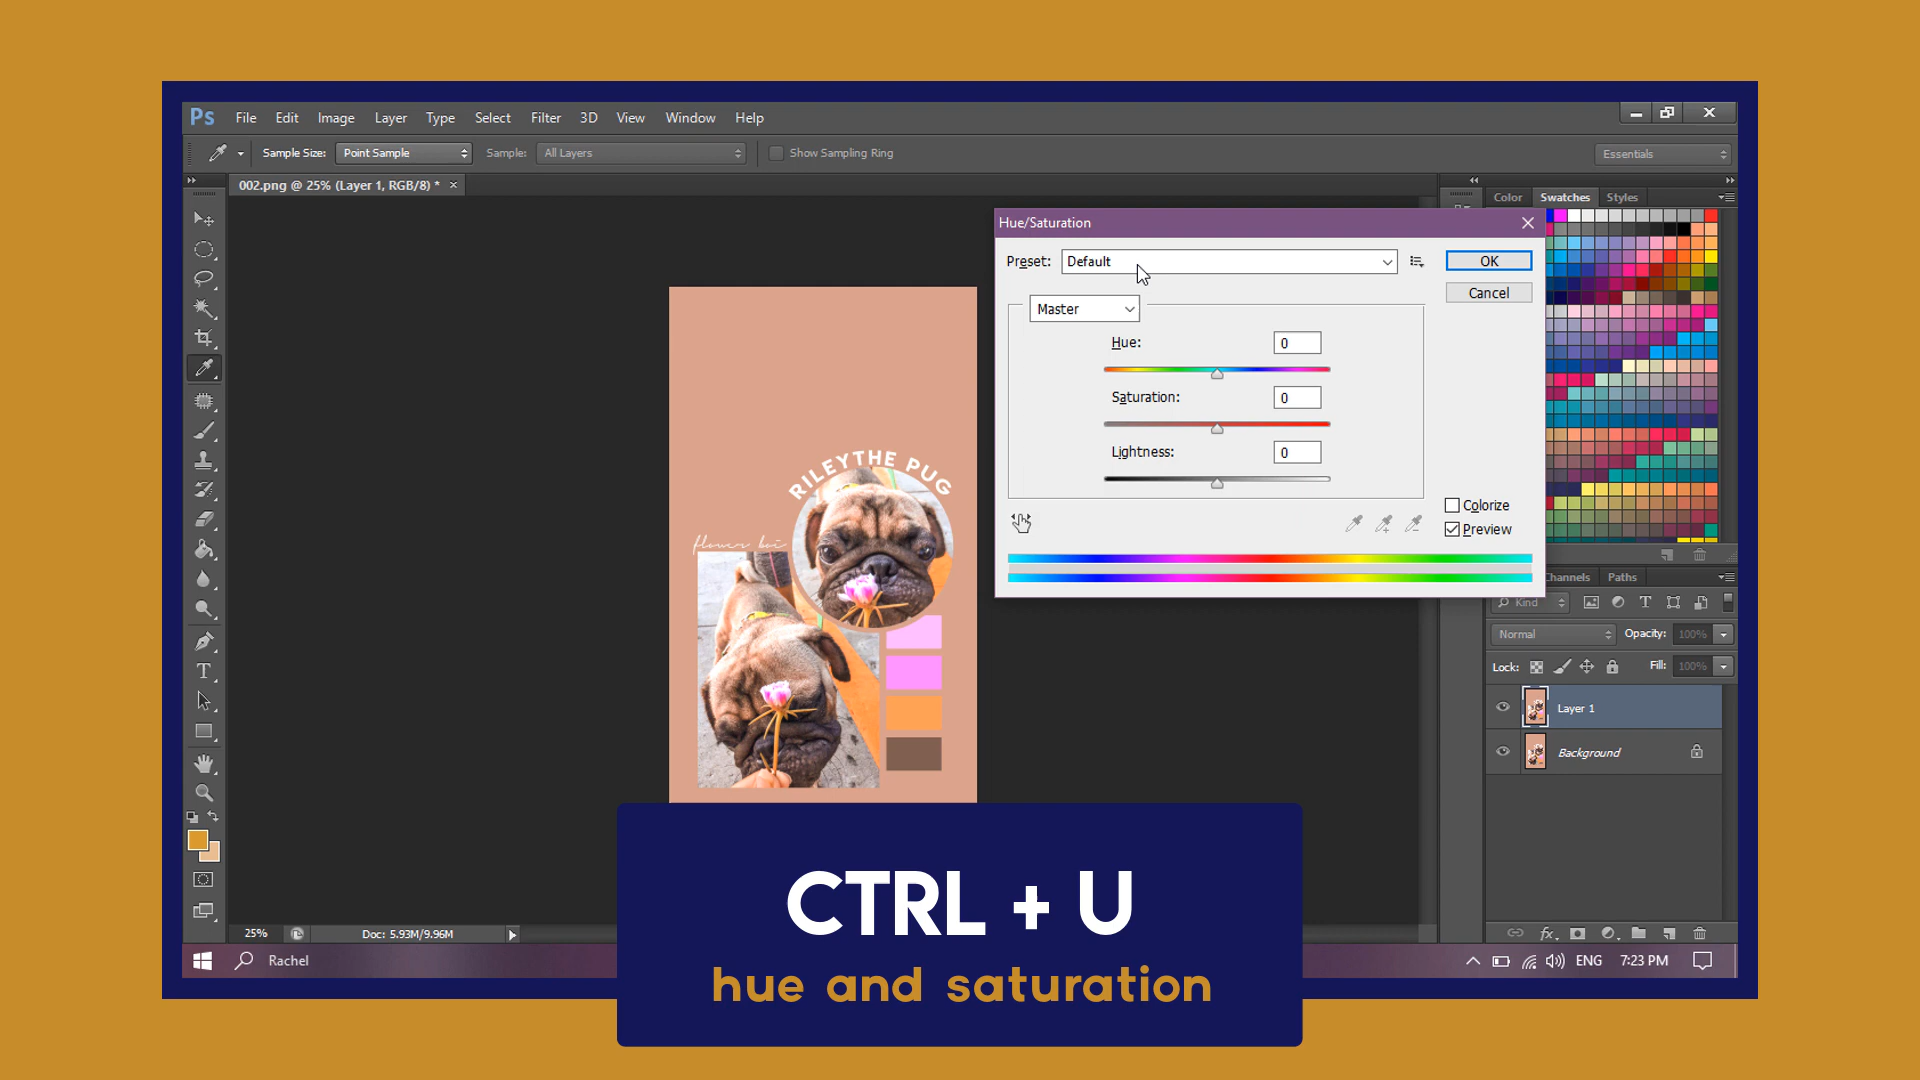 Ps File Edit Image Layer Type Select Filter 3D View Window Help
Sample Size: Point Sample Sample: All Layers Show Sampling Ring Essentials
002.png @ 25% (Layer 1, RGB/8) * ×
Color Swatches Styles
Hue/Saturation
Preset: Default OK
Cancel
Master
Hue: 0
Saturation: 0
Lightness: 0
Colorize
Preview
RILEYTHE PUG
flower boi
Channels Paths
Kind
Normal Opacity: 100%
Lock: Fill: 100%
Layer 1
Background
25% Doc: 5.93M/9.96M
fx
Rachel ENG 7:23 PM
CTRL + U
hue and saturation